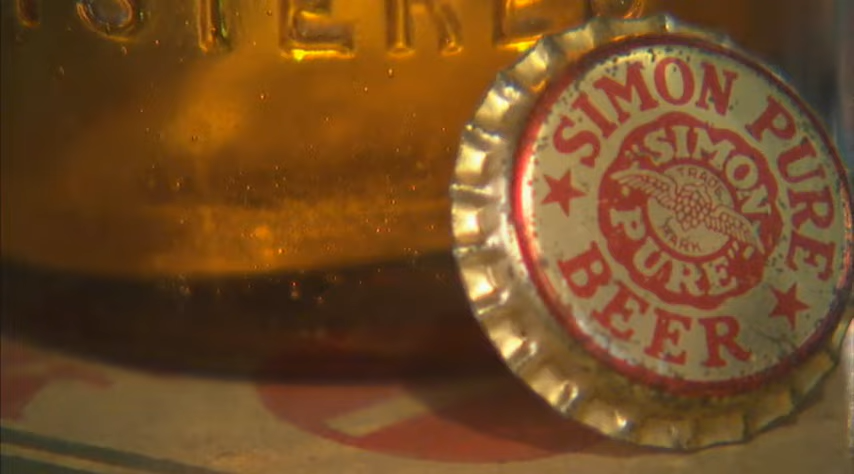 SIMON PURE
BEER
"SIMON
PURE"
TRADE
MARK